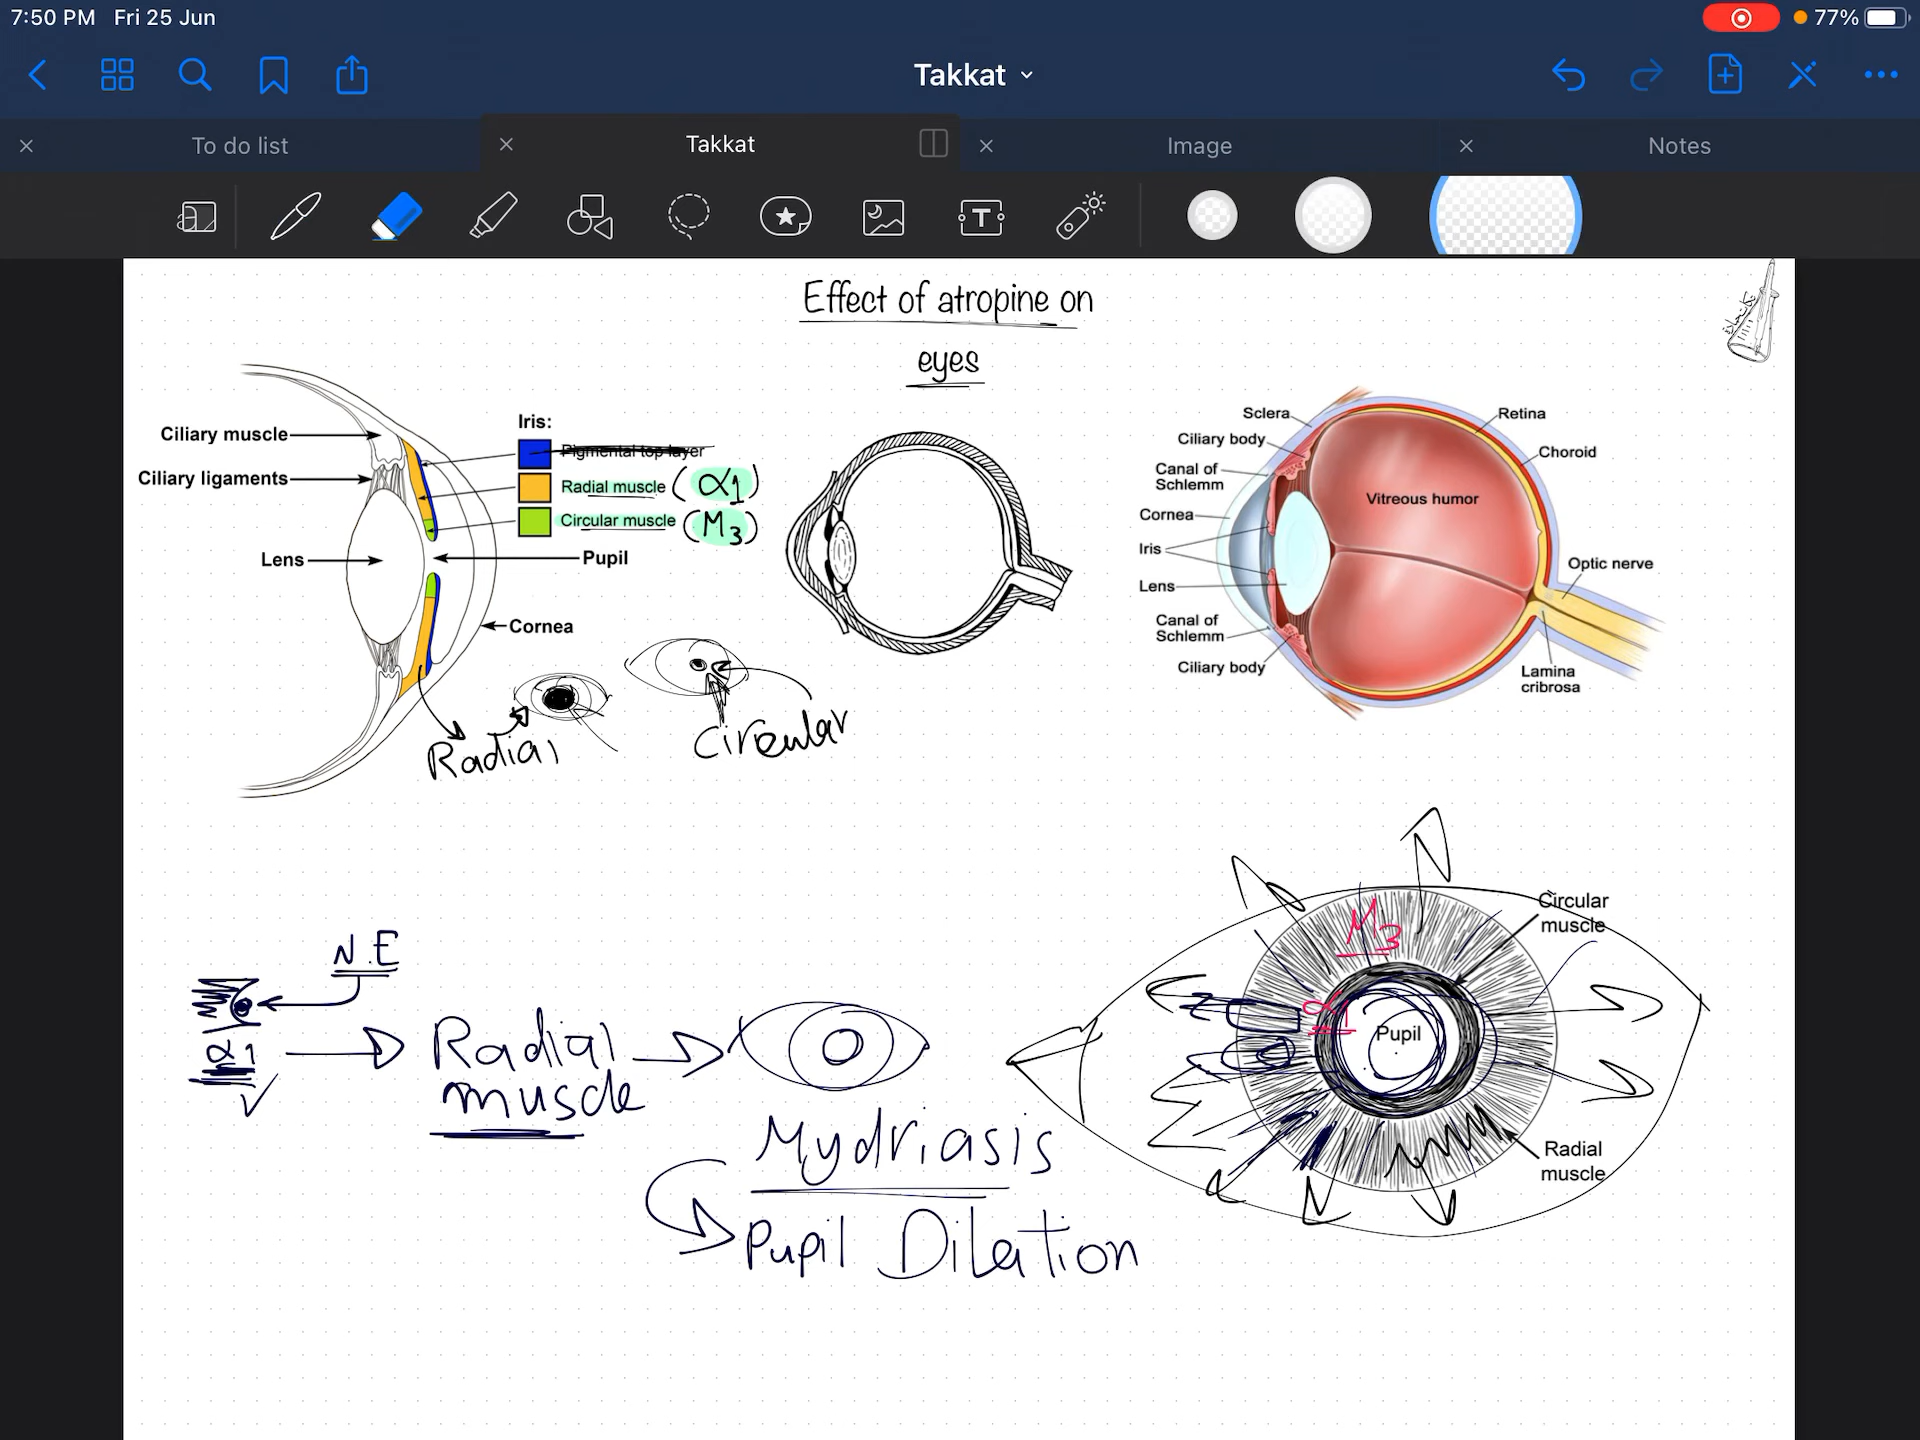 7:50 PM Fri 25 Jun
77%
Takkat
To do list
Takkat
Image
Notes
Effect of atropine on
eyes
Ciliary muscle
Ciliary ligaments
Lens
Iris:
Pigmental top layer
Radial muscle (α1)
Circular muscle (M3)
Pupil
Cornea
Radial
Circular
Sclera
Ciliary body
Canal of
Schlemm
Cornea
Iris
Lens
Canal of
Schlemm
Ciliary body
Vitreous humor
Retina
Choroid
Optic nerve
Lamina
cribrosa
N.E
α1
Radial
muscle
Mydriasis
Pupil Dilation
M3
α1
Pupil
Circular
muscle
Radial
muscle